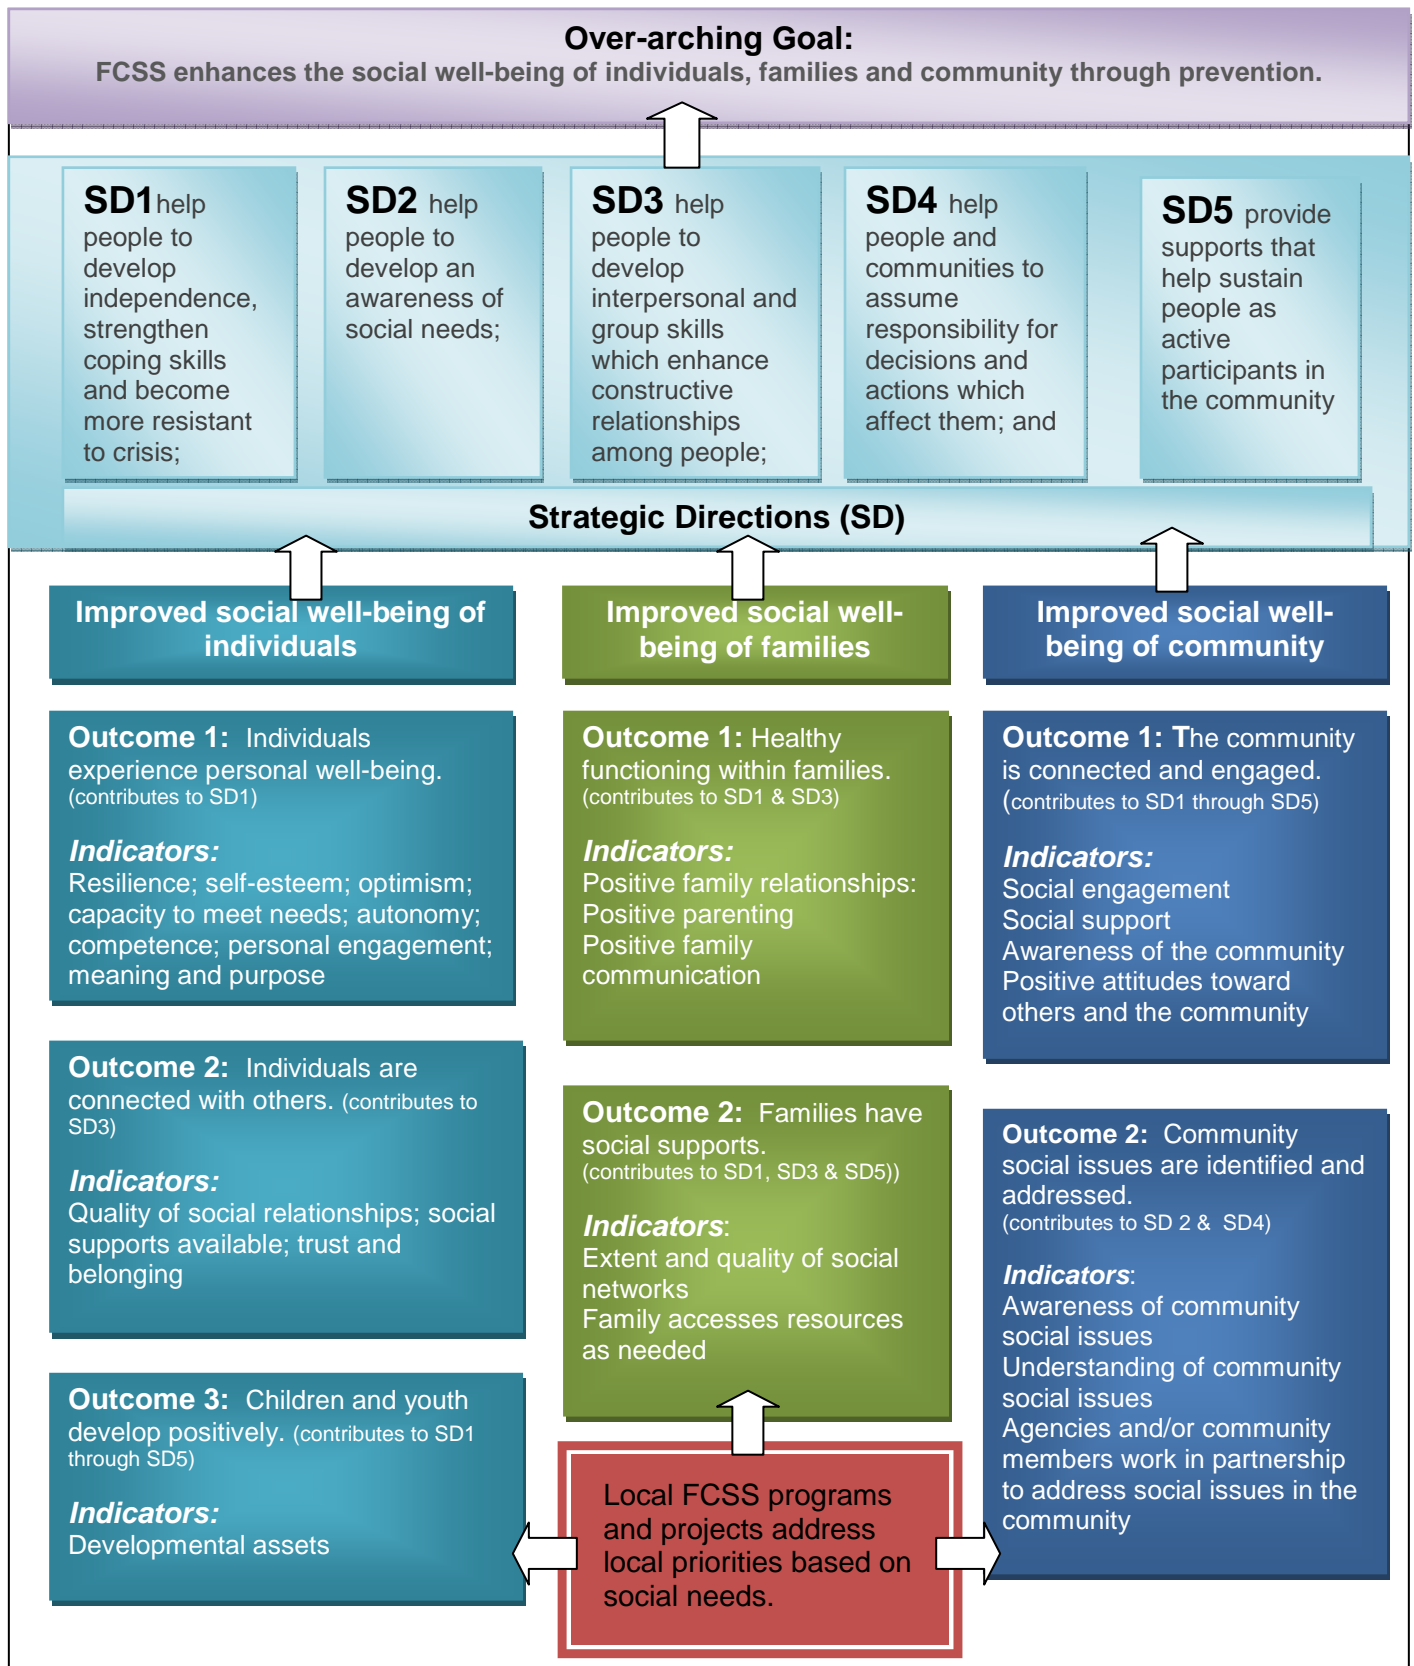 Over-arching Goal:
FCSS enhances the social well-being of individuals, families and community through prevention.
SD1help
people to
develop
independence,
strengthen
coping skills
and become
more resistant
to crisis;
SD2 help
people to
develop an
awareness of
social needs;
SD3 help
people to
develop
interpersonal and
group skills
which enhance
constructive
relationships
among people;
SD4 help
people and
communities to
assume
responsibility for
decisions and
actions which
affect them; and
SD5 provide
supports that
help sustain
people as
active
participants in
the community
Strategic Directions (SD)
Improved social well-being of
individuals
Outcome 1: Individuals
experience personal well-being.
(contributes to SD1)
Indicators:
Resilience; self-esteem; optimism;
capacity to meet needs; autonomy;
competence; personal engagement;
meaning and purpose
Outcome 2: Individuals are
connected with others. (contributes to
SD3)
Indicators:
Quality of social relationships; social
supports available; trust and
belonging
Outcome 3: Children and youth
develop positively. (contributes to SD1
through SD5)
Indicators:
Developmental assets
Improved social well-
being of families
Outcome 1: Healthy
functioning within families.
(contributes to SD1 & SD3)
Indicators:
Positive family relationships:
Positive parenting
Positive family
communication
Outcome 2: Families have
social supports.
(contributes to SD1, SD3 & SD5))
Indicators:
Extent and quality of social
networks
Family accesses resources
as needed
Improved social well-
being of community
Outcome 1: The community
is connected and engaged.
(contributes to SD1 through SD5)
Indicators:
Social engagement
Social support
Awareness of the community
Positive attitudes toward
others and the community
Outcome 2: Community
social issues are identified and
addressed.
(contributes to SD 2 & SD4)
Indicators:
Awareness of community
social issues
Understanding of community
social issues
Agencies and/or community
members work in partnership
to address social issues in the
community
Local FCSS programs
and projects address
local priorities based on
social needs.